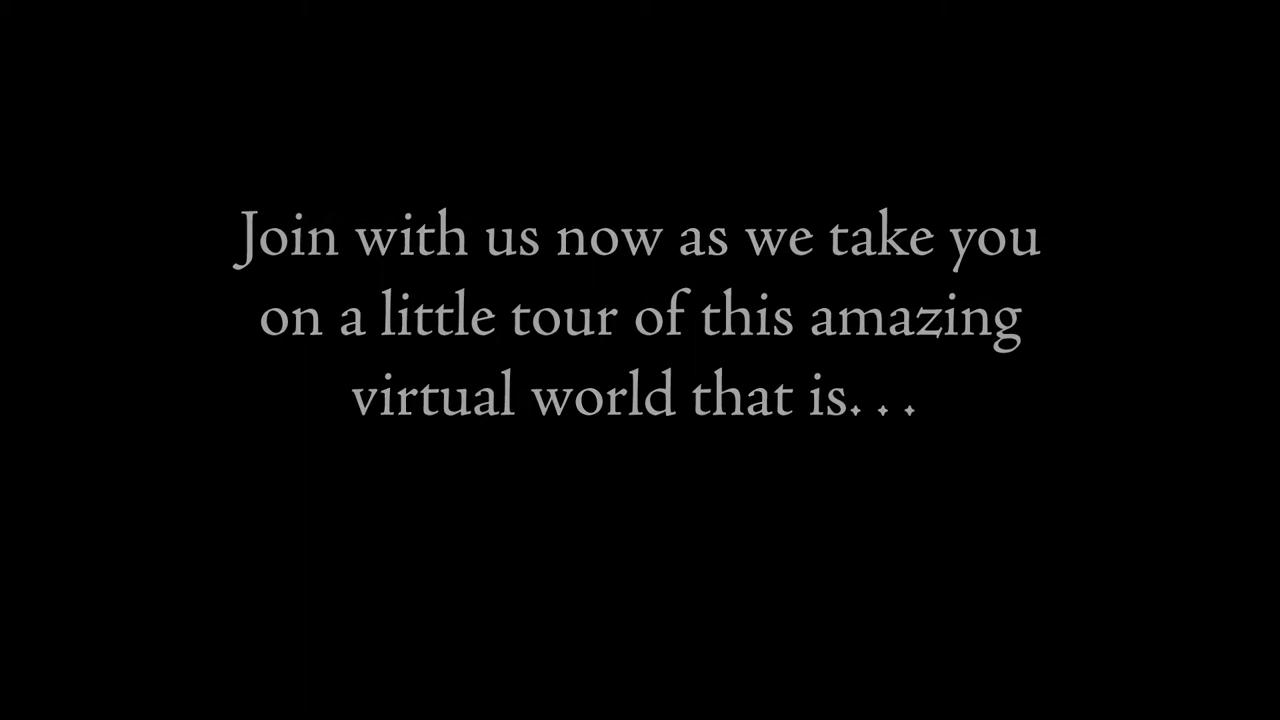 Join with us now as we take you
on a little tour of this amazing
virtual world that is. . .